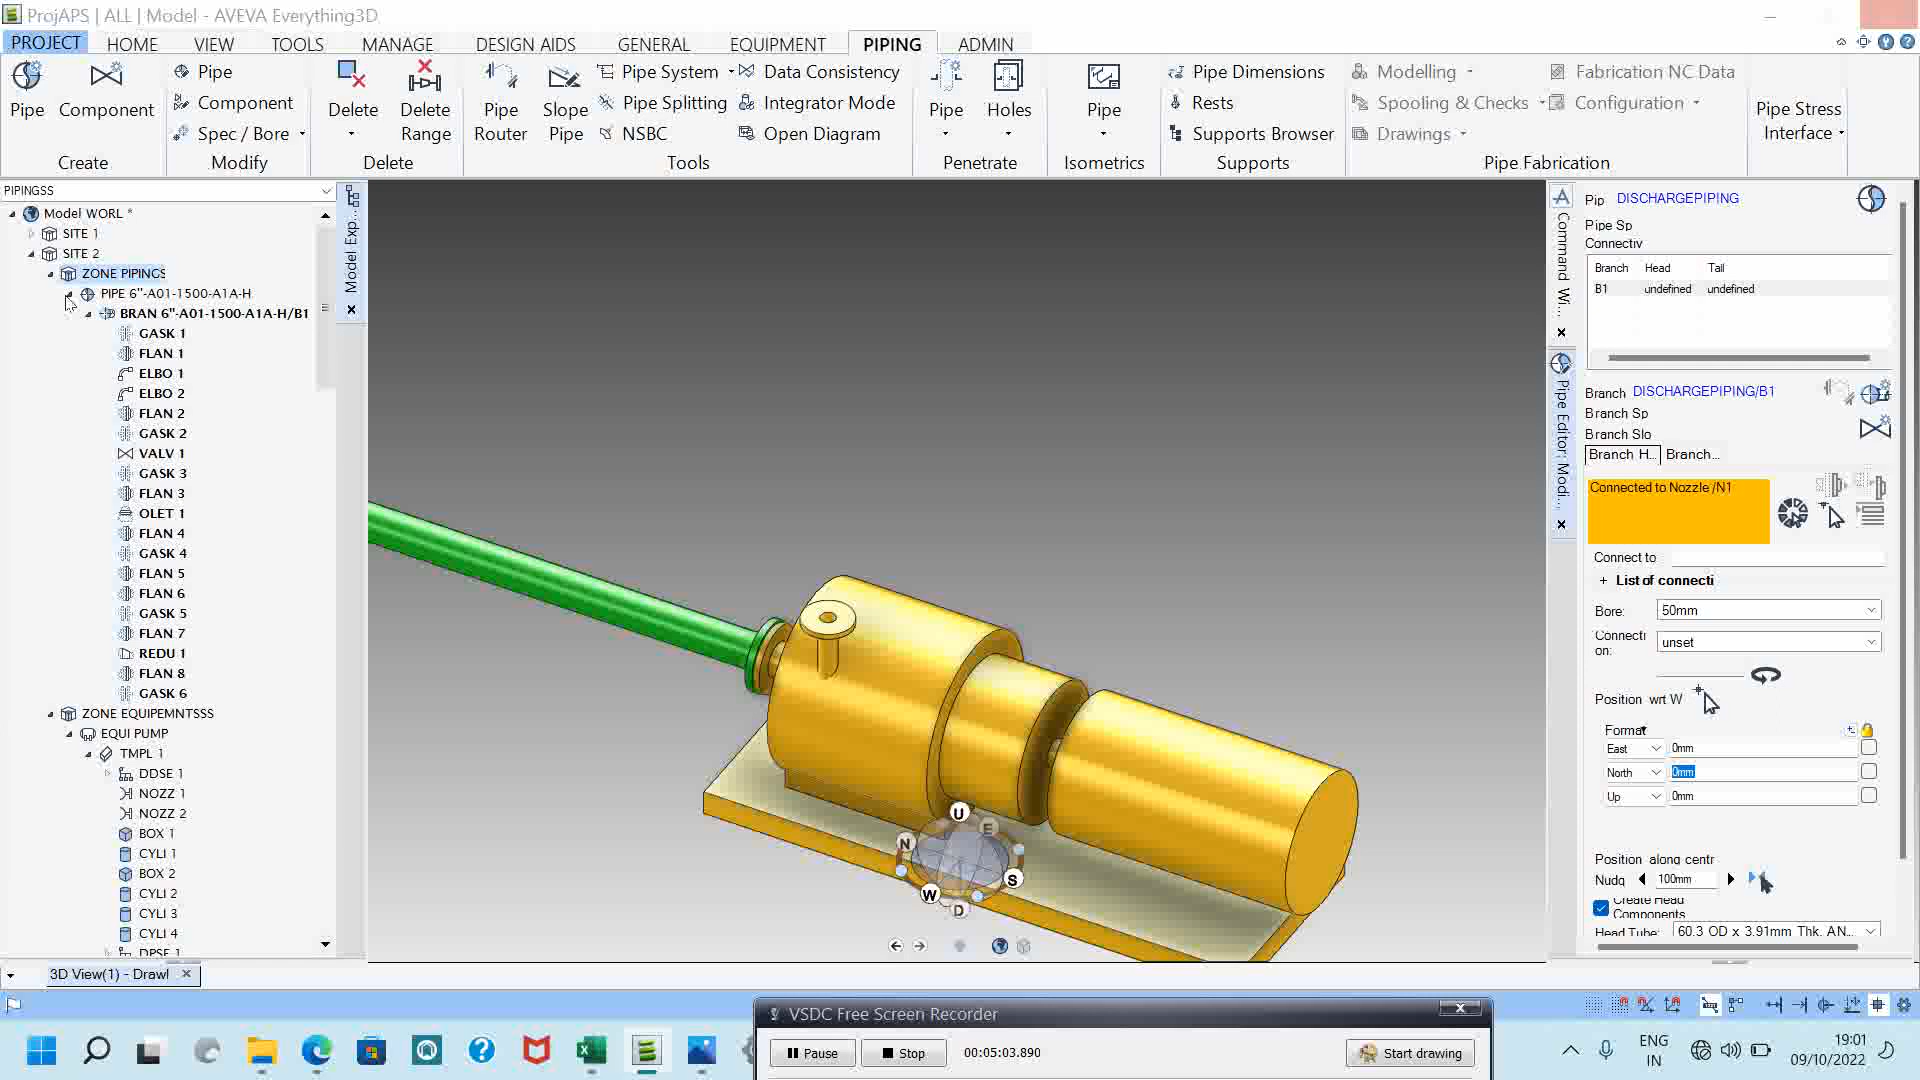 ProjAPS | ALL | Model - AVEVA Everything3D
PROJECT HOME VIEW TOOLS MANAGE DESIGN AIDS GENERAL EQUIPMENT PIPING ADMIN
Pipe
Component
Create
Pipe
Component
Spec / Bore
Modify
Delete
Delete Range
Delete
Pipe Router
Slope Pipe
Pipe System
Pipe Splitting
NSBC
Data Consistency
Integrator Mode
Open Diagram
Tools
Pipe
Holes
Penetrate
Pipe
Isometrics
Pipe Dimensions
Rests
Supports Browser
Supports
Modelling
Spooling & Checks
Drawings
Fabrication NC Data
Configuration
Pipe Fabrication
Pipe Stress Interface
PIPINGSS
Model WORL *
SITE 1
SITE 2
ZONE PIPINGS
PIPE 6"-A01-1500-A1A-H
BRAN 6"-A01-1500-A1A-H/B1
GASK 1
FLAN 1
ELBO 1
ELBO 2
FLAN 2
GASK 2
VALV 1
GASK 3
FLAN 3
OLET 1
FLAN 4
GASK 4
FLAN 5
FLAN 6
GASK 5
FLAN 7
REDU 1
FLAN 8
GASK 6
ZONE EQUIPEMNTSSS
EQUI PUMP
TMPL 1
DDSE 1
NOZZ 1
NOZZ 2
BOX 1
CYLI 1
BOX 2
CYLI 2
CYLI 3
CYLI 4
DPSE 1
Model Exp...
U
E
N
S
W
D
Command Wi...
Pipe Editor: Modi...
Pip DISCHARGEPIPING
Pipe Sp
Connectiv
Branch Head Tail
B1 undefined undefined
Branch DISCHARGEPIPING/B1
Branch Sp
Branch Slo
Branch H... Branch...
Connected to Nozzle /N1
Connect to
+ List of connecti
Bore: 50mm
Connecti on: unset
Position wrt W
Format
East 0mm
North 0mm
Up 0mm
Position along centr
Nudg 100mm
Create Head Components
Head Tube: 60.3 OD x 3.91mm Thk. AN...
3D View(1) - Drawl
VSDC Free Screen Recorder
Pause
Stop
00:05:03.890
Start drawing
ENG
IN
19:01
09/10/2022